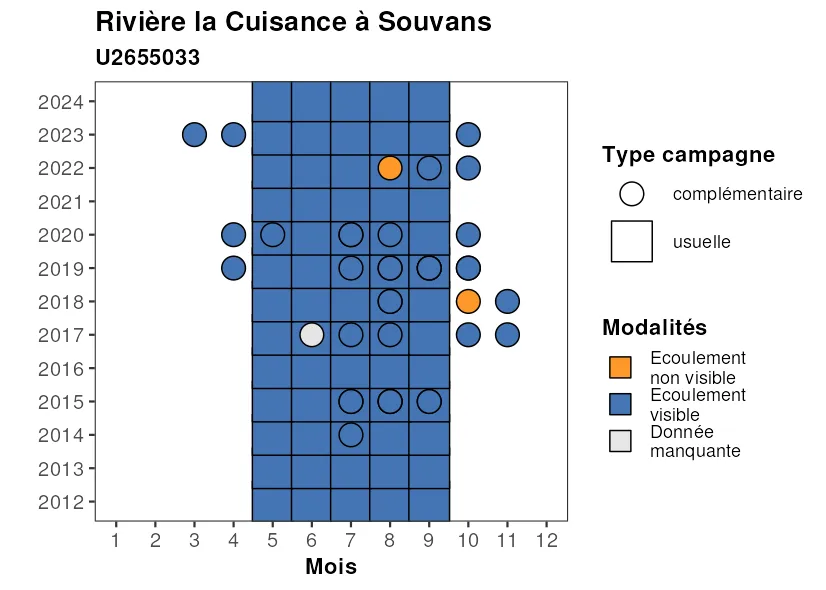 Rivière la Cuisance à Souvans
U2655033
2024
2023
2022
2021
2020
2019
2018
2017
2016
2015
2014
2013
2012
1 2 3 4 5 6 7 8 9 10 11 12
Mois
Type campagne
complémentaire
usuelle
Modalités
Ecoulement
non visible
Ecoulement
visible
Donnée
manquante